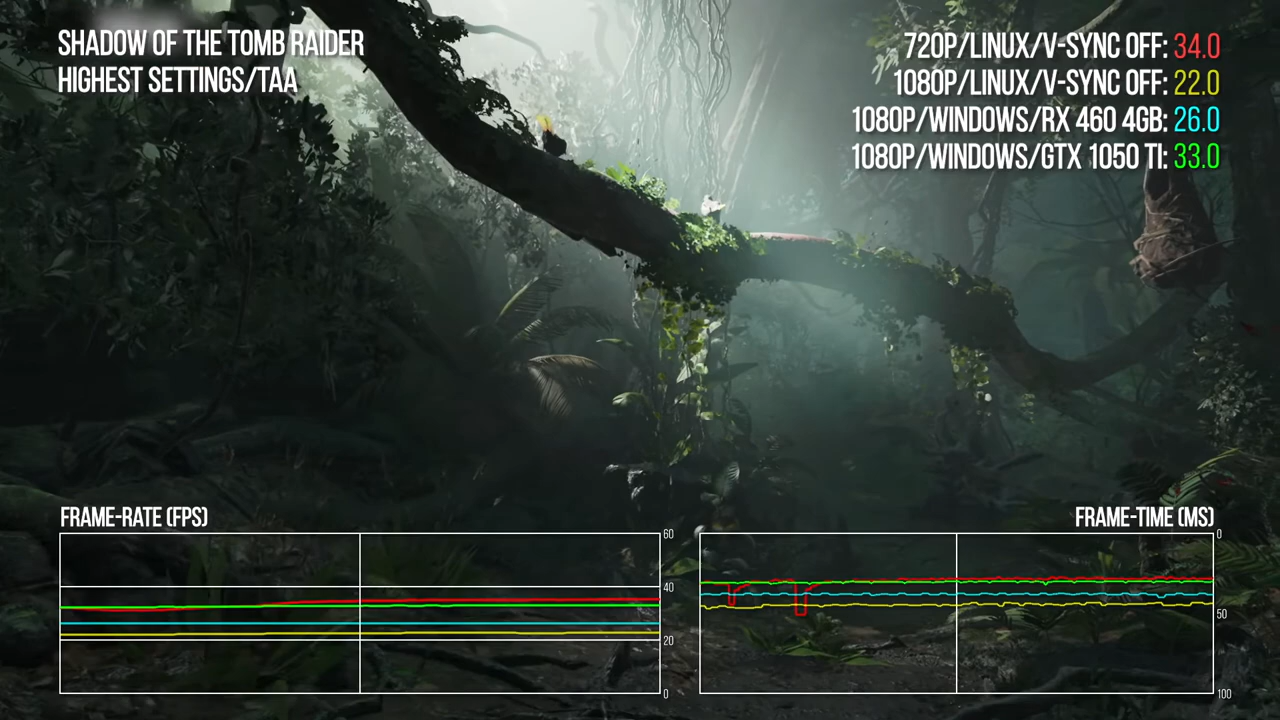 SHADOW OF THE TOMB RAIDER
HIGHEST SETTINGS/TAA
720P/LINUX/V-SYNC OFF: 34.0
1080P/LINUX/V-SYNC OFF: 22.0
1080P/WINDOWS/RX 460 4GB: 26.0
1080P/WINDOWS/GTX 1050 TI: 33.0
FRAME-RATE (FPS)
60
40
20
0
FRAME-TIME (MS)
0
50
100